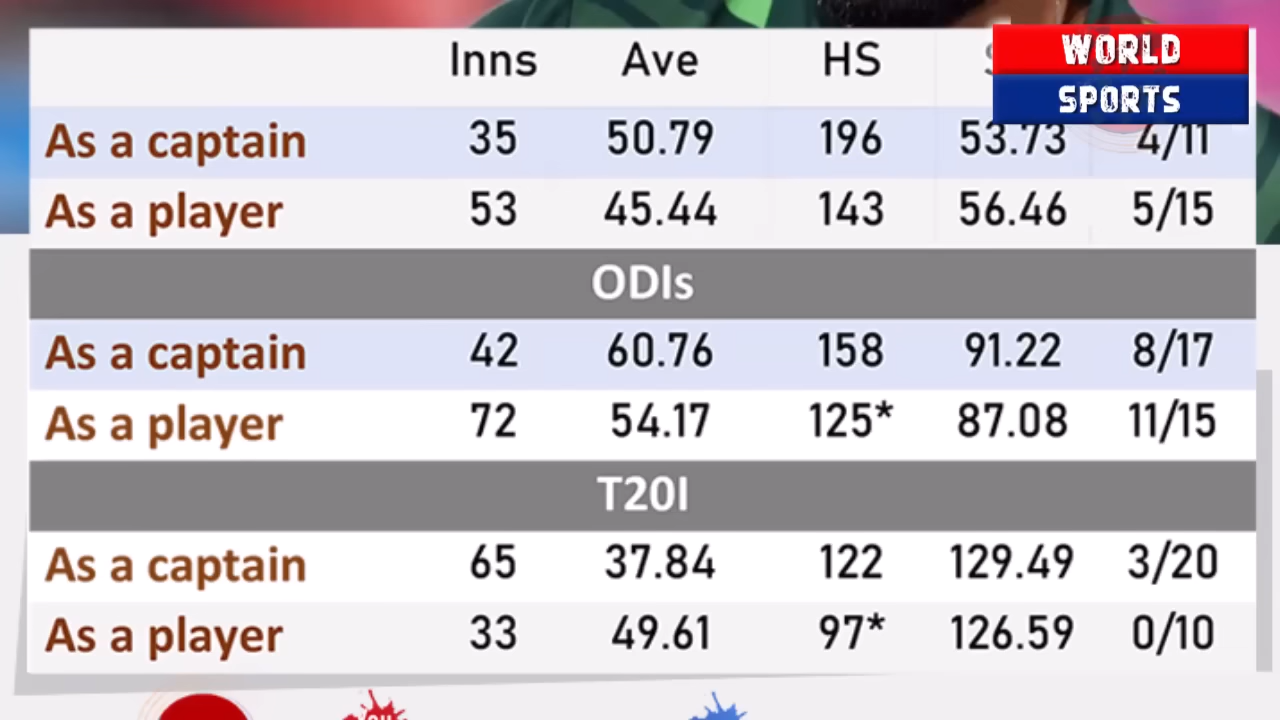 Inns Ave HS
WORLD
SPORTS
As a captain 35 50.79 196 53.73 4/11
As a player 53 45.44 143 56.46 5/15
ODIs
As a captain 42 60.76 158 91.22 8/17
As a player 72 54.17 125* 87.08 11/15
T20I
As a captain 65 37.84 122 129.49 3/20
As a player 33 49.61 97* 126.59 0/10